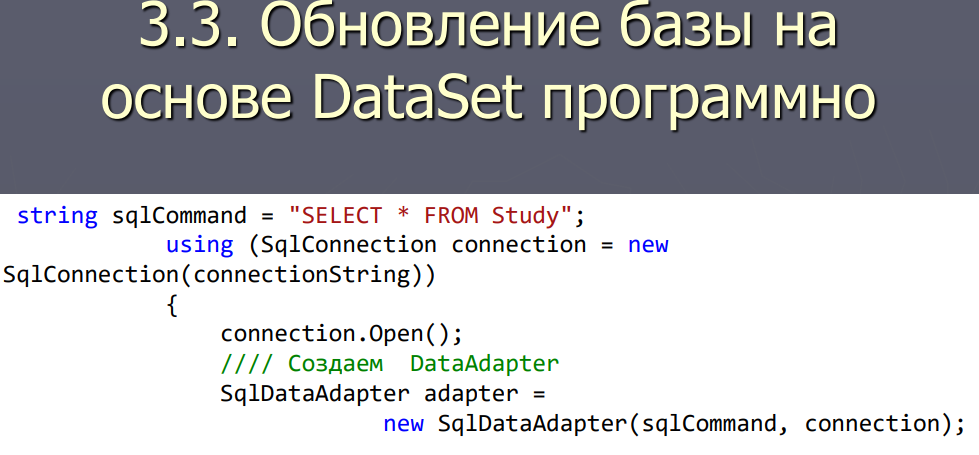 3.3. Обновление базы на
основе DataSet программно
string sqlCommand = "SELECT * FROM Study";
using (SqlConnection connection = new
SqlConnection(connectionString))
{
connection.Open();
//// Создаем  DataAdapter
SqlDataAdapter adapter =
new SqlDataAdapter(sqlCommand, connection);